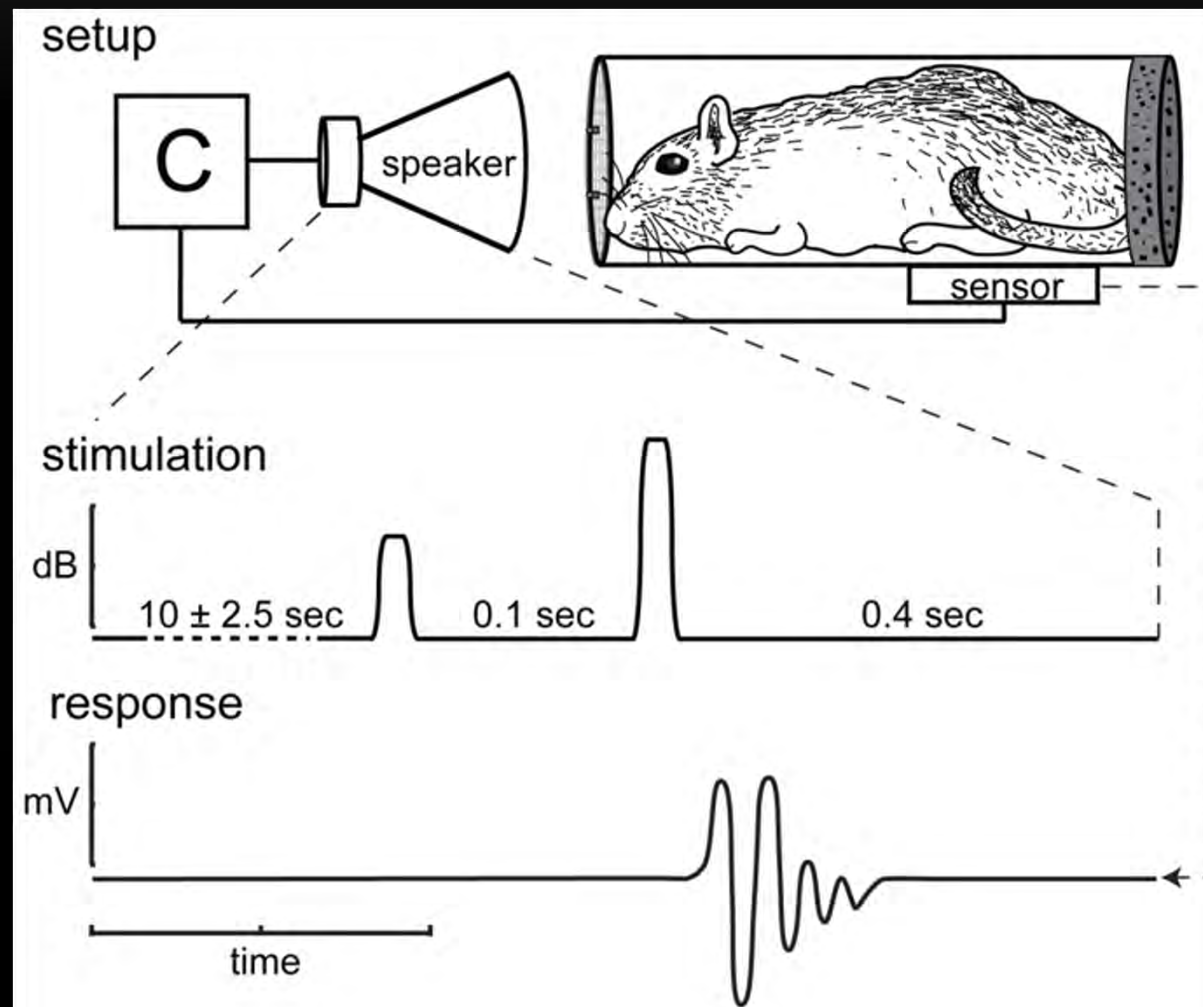 setup
C
speaker
sensor
stimulation
dB
10 ± 2.5 sec
0.1 sec
0.4 sec
response
mV
time